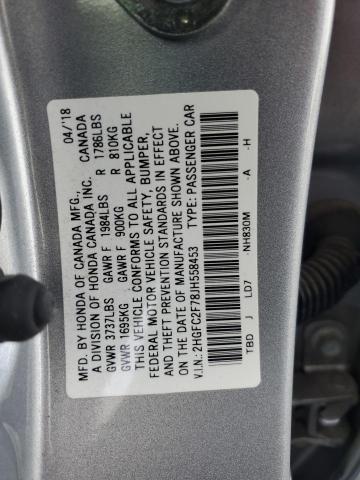 MFD. BY HONDA OF CANADA MFG., 04/'18
A DIVISION OF HONDA CANADA INC. CANADA
GVWR 3737LBS GAWR F 1984LBS R 1786LBS
GVWR 1695KG GAWR F 900KG R 810KG
THIS VEHICLE CONFORMS TO ALL APPLICABLE
FEDERAL MOTOR VEHICLE SAFETY, BUMPER,
AND THEFT PREVENTION STANDARDS IN EFFECT
ON THE DATE OF MANUFACTURE SHOWN ABOVE.
V.I.N.: 2HGFC2F78JH558453 TYPE: PASSENGER CAR
TBD J LD7 -NH830M -A -H